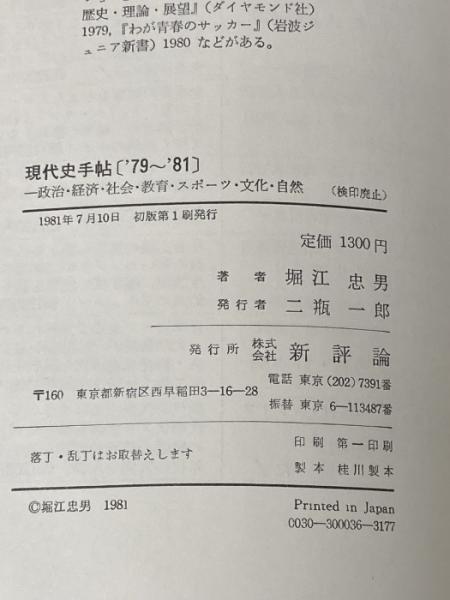 歴史・理論・展望』(ダイヤモンド社)
1979,『わが青春のサッカー』(岩波ジ
ュニア新書) 1980 などがある。
現代史手帖〔'79～'81〕
—政治・経済・社会・教育・スポーツ・文化・自然 (検印廃止)
1981年7月10日 初版第1刷発行
定価 1300円
著者 堀江忠男
発行者 二瓶一郎
発行所 株式会社 新評論
〒160 東京都新宿区西早稲田3—16—28
電話 東京(202)7391番
振替 東京 6—113487番
落丁・乱丁はお取替えします
印刷 第一印刷
製本 桂川製本
©堀江忠男 1981
Printed in Japan
0030—300036—3177